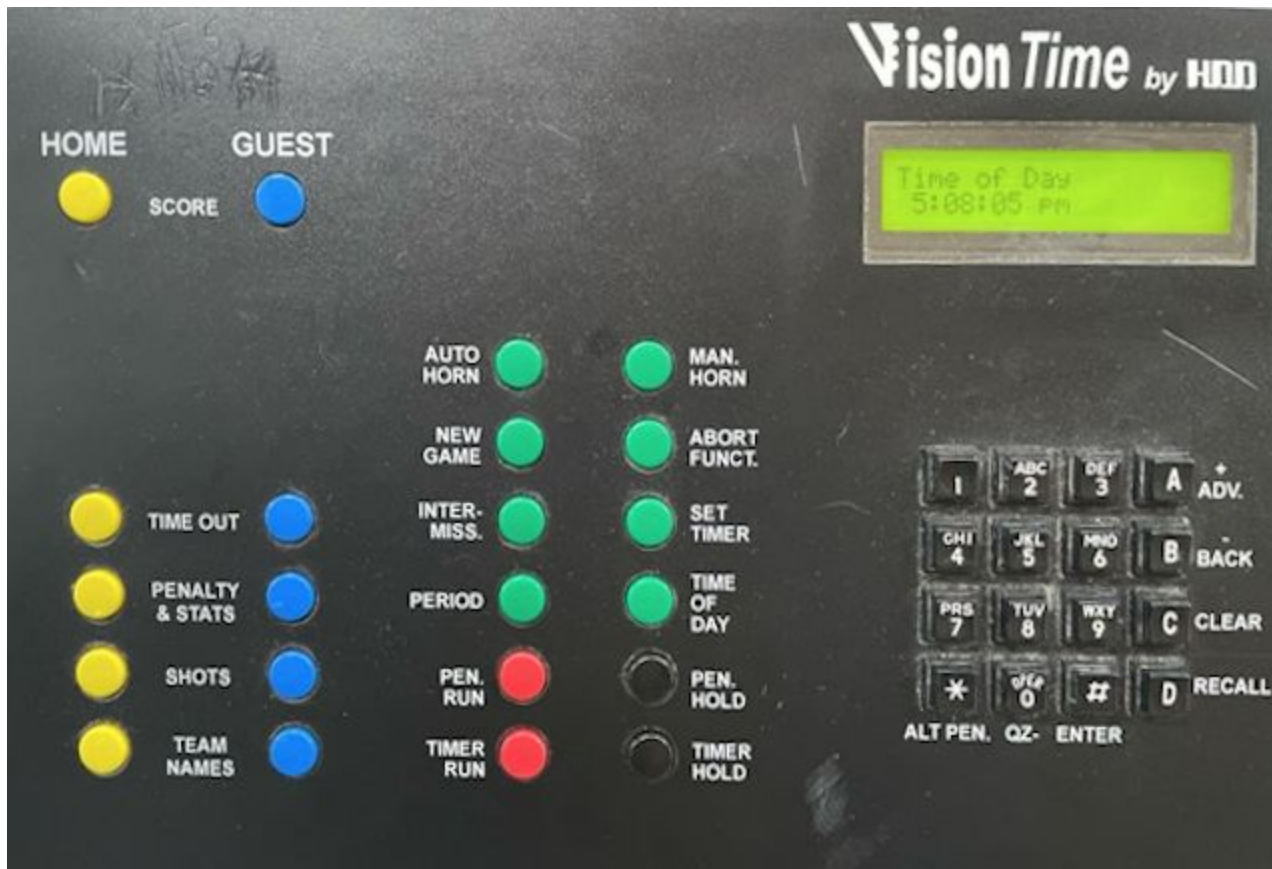 Vision Time by HDD
HOME GUEST
SCORE
Time of Day
5:08:05 PM
AUTO HORN
MAN. HORN
NEW GAME
ABORT FUNCT.
TIME OUT
INTER-MISS.
SET TIMER
PENALTY & STATS
PERIOD
TIME OF DAY
SHOTS
PEN. RUN
PEN. HOLD
TEAM NAMES
TIMER RUN
TIMER HOLD
1 ABC 2 DEF 3 A + ADV.
GHI 4 JKL 5 MNO 6 B - BACK
PRS 7 TUV 8 WXY 9 C CLEAR
* OPER 0 # D RECALL
ALT PEN. QZ- ENTER